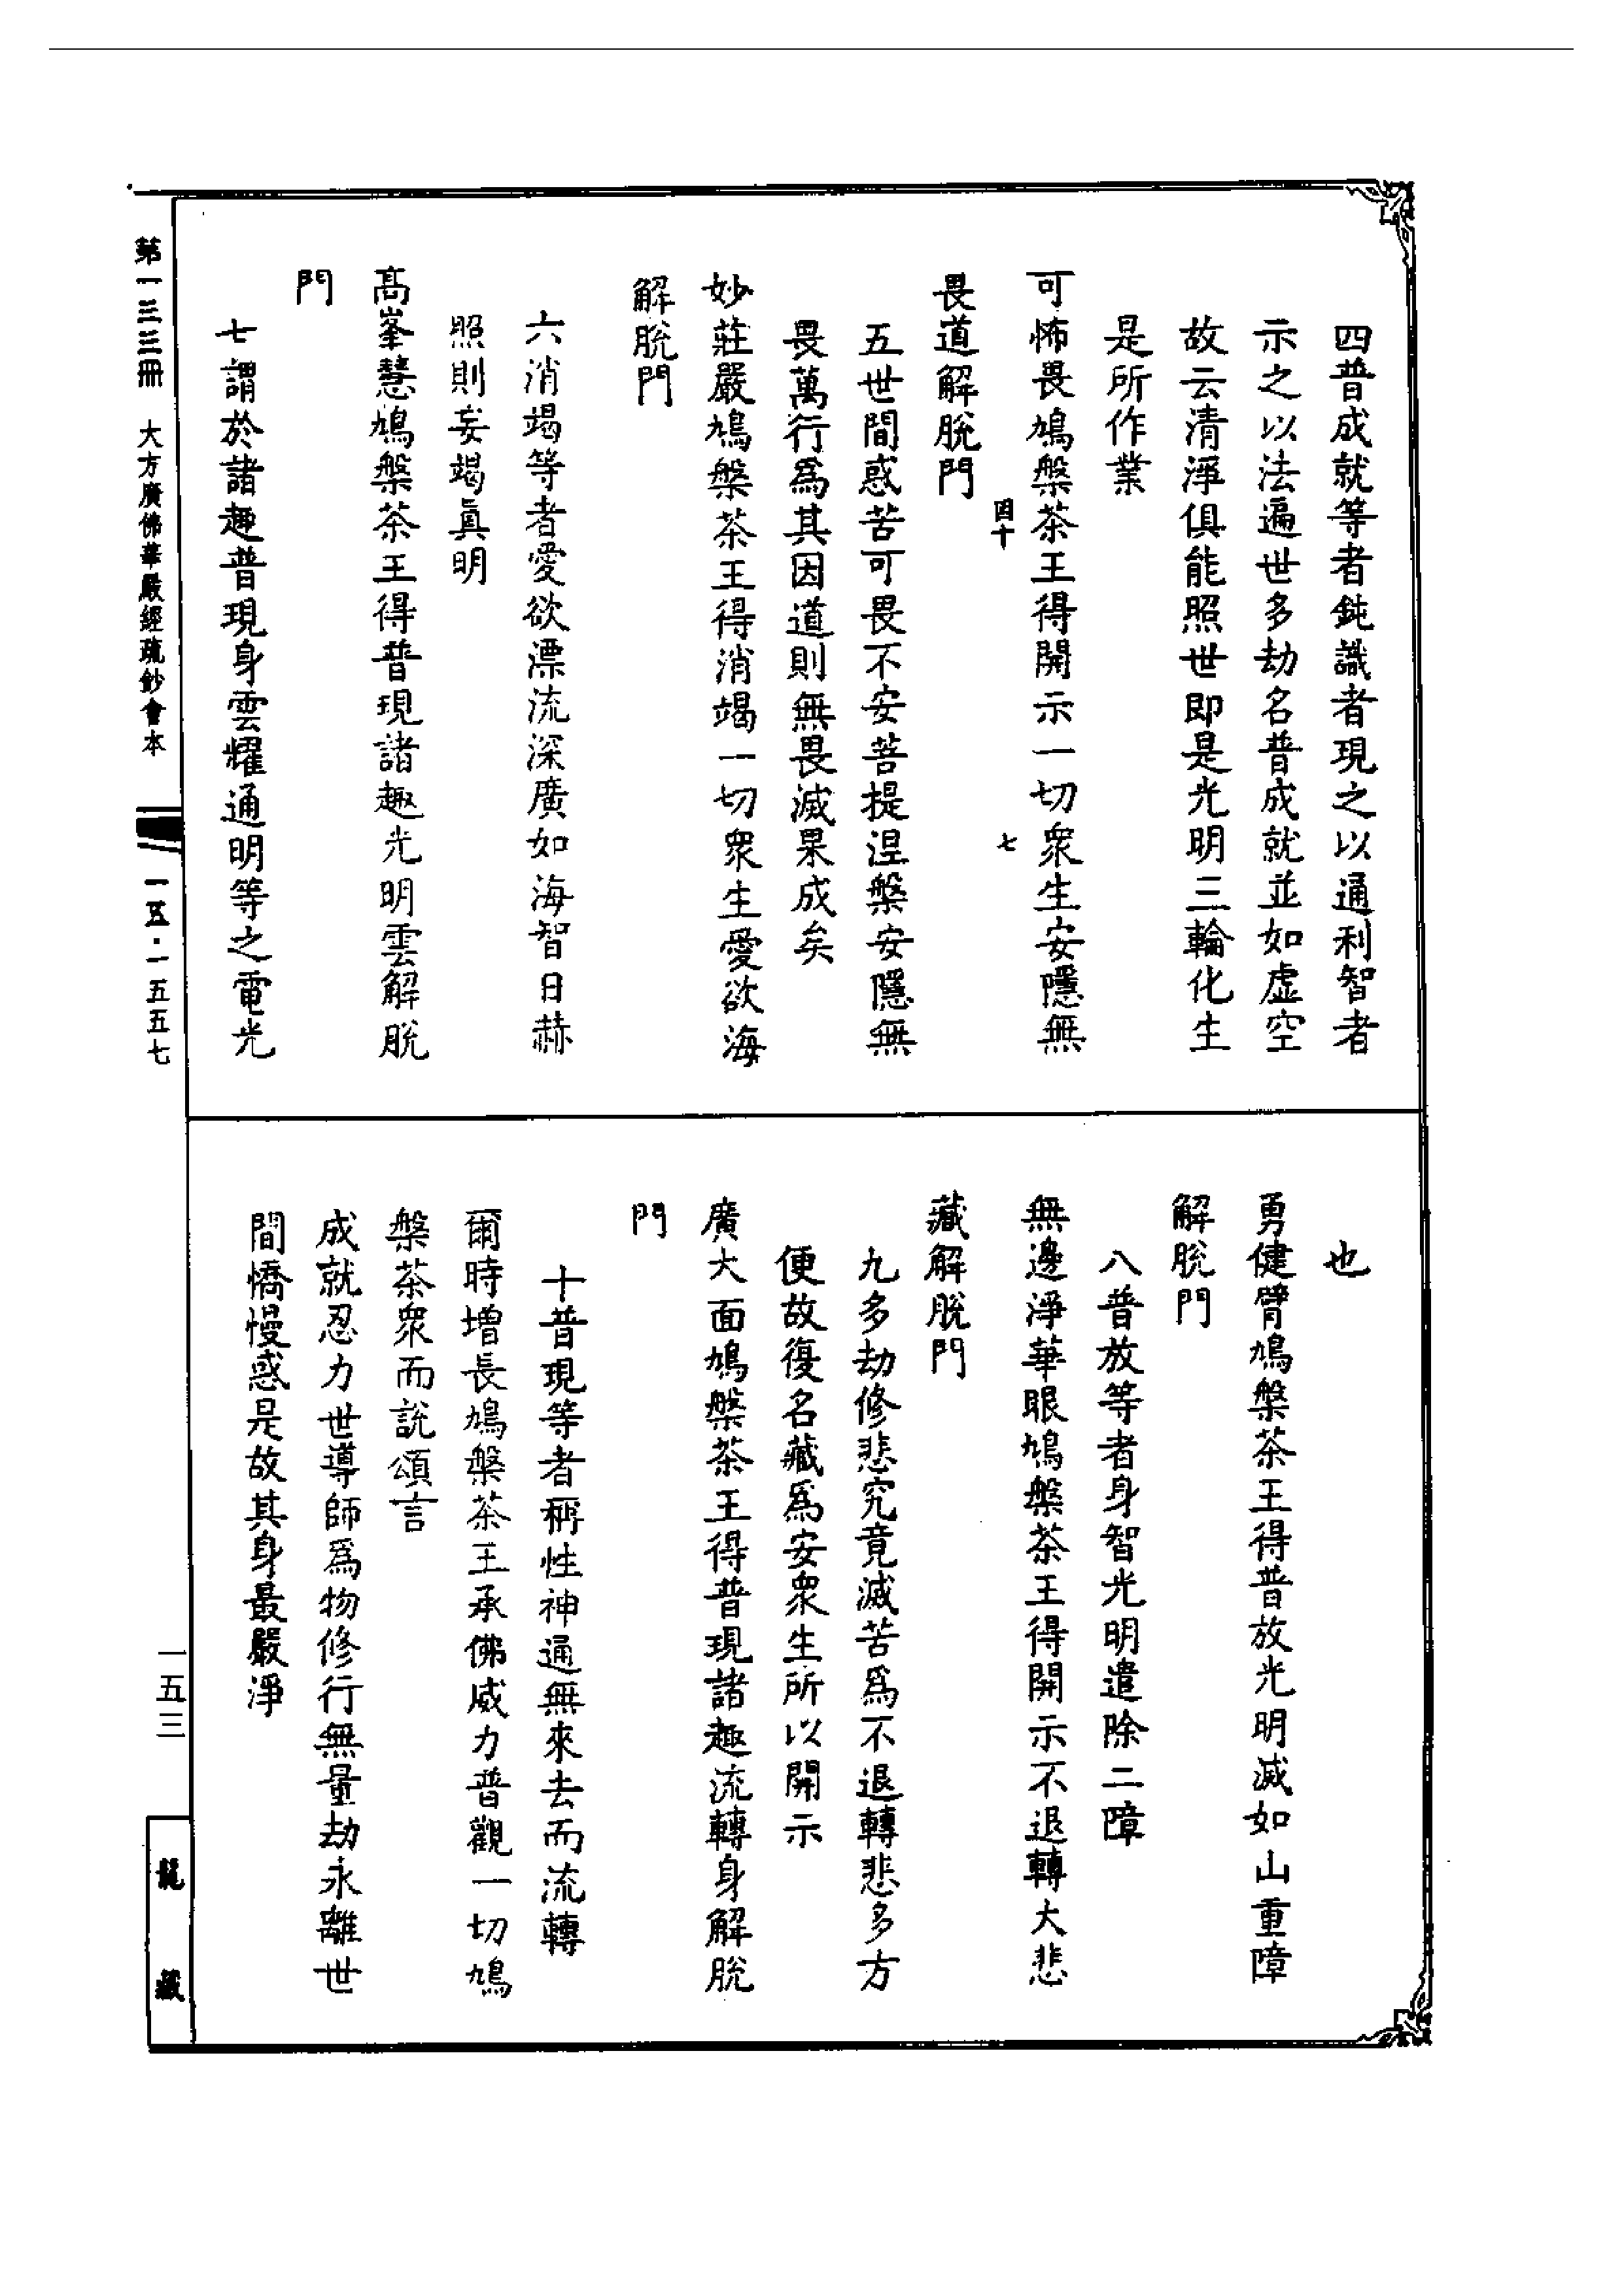 四普成就等者鈍識者現之以通利智者
示之以法遍世多劫名普成就並如虛空
故云清淨俱能照世即是光明三輪化生
是所作業
可怖畏鳩槃茶王得開示一切衆生安隱無
因十
七
畏道解脫門
五世間惑苦可畏不安菩提涅槃安隱無
畏萬行爲其因道則無畏滅果成矣
妙莊嚴鳩槃茶王得消竭一切衆生愛欲海
解脫門
六消竭等者愛欲漂流深廣如海智日赫
照則妄竭眞明
髙峯慧鳩槃茶王得普現諸趣光明雲解脫
門
七謂於諸趣普現身雲耀通明等之電光
也
勇健臂鳩槃茶王得普放光明滅如山重障
解脫門
八普放等者身智光明遣除二障
無邊淨華眼鳩槃茶王得開示不退轉大悲
藏解脫門
九多劫修悲究竟滅苦爲不退轉悲多方
便故復名藏爲安衆生所以開示
廣大面鳩槃茶王得普現諸趣流轉身解脫
門
十普現等者稱性神通無來去而流轉
爾時增長鳩槃茶王承佛威力普觀一切鳩
槃茶衆而說頌言
成就忍力世導師爲物修行無量劫永離世
間憍慢惑是故其身最嚴淨
第一三三冊　大方廣佛華嚴經疏鈔會本
一五·一五五七
一五三
龍藏